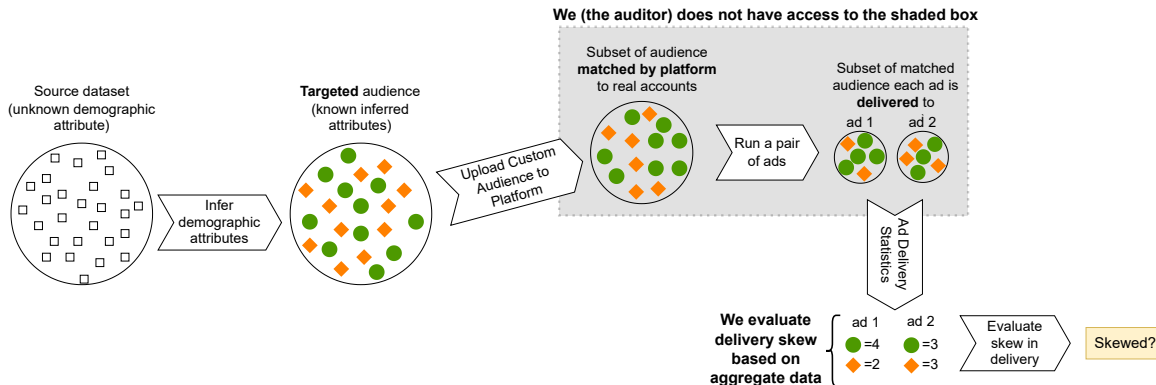 We (the auditor) does not have access to the shaded box
Source dataset
(unknown demographic
attribute)
Infer
demographic
attributes
Targeted audience
(known inferred
attributes)
Upload Custom
Audience to
Platform
Subset of audience
matched by platform
to real accounts
Run a pair
of ads
Subset of matched
audience each ad is
delivered to
ad 1
ad 2
Ad Delivery
Statistics
We evaluate
delivery skew
based on
aggregate data
ad 1
ad 2
=4
=3
=2
=3
Evaluate
skew in
delivery
Skewed?